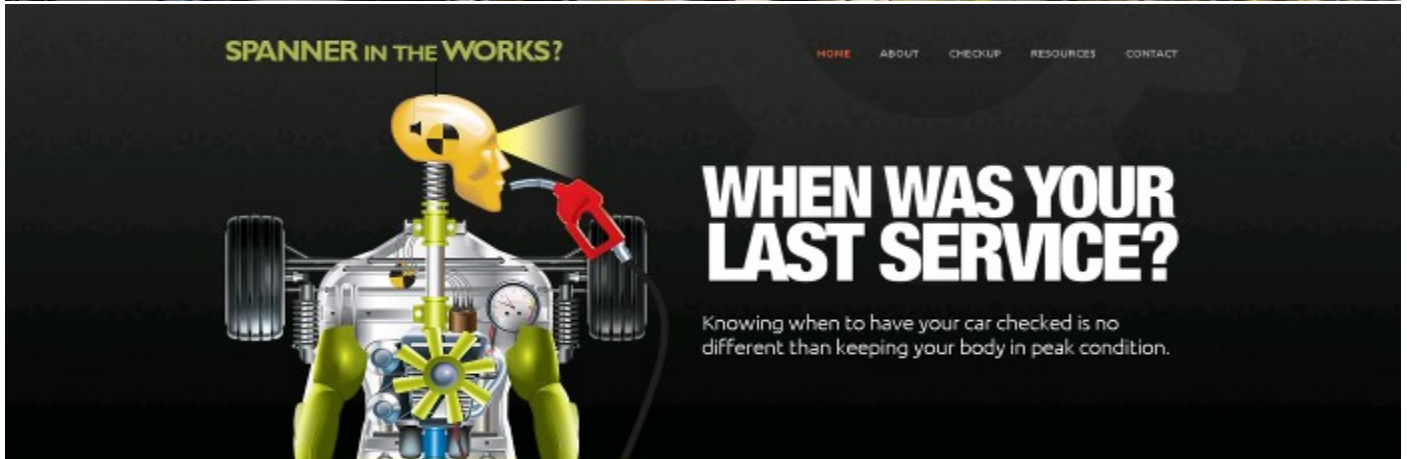 SPANNER IN THE WORKS?
HOME ABOUT CHECKUP RESOURCES CONTACT
WHEN WAS YOUR
LAST SERVICE?
Knowing when to have your car checked is no
different than keeping your body in peak condition.